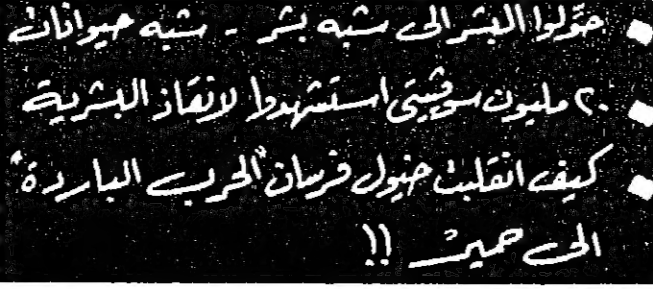 حوّلوا البشر الى شبه بشر - شبه حيوانات
٢٠ مليون سوڤييتي استشهدوا لانقاذ البشرية
كيف انقلبت خيول فرسان "الحرب الباردة"
الى حمير !!